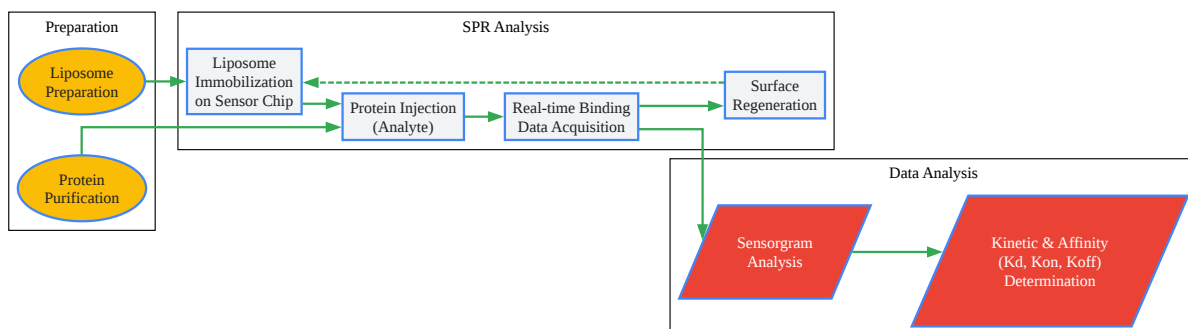 Preparation
Liposome
Preparation
Protein
Purification
SPR Analysis
Liposome
Immobilization
on Sensor Chip
Protein Injection
(Analyte)
Real-time Binding
Data Acquisition
Surface
Regeneration
Data Analysis
Sensorgram
Analysis
Kinetic & Affinity
(Kd, Kon, Koff)
Determination